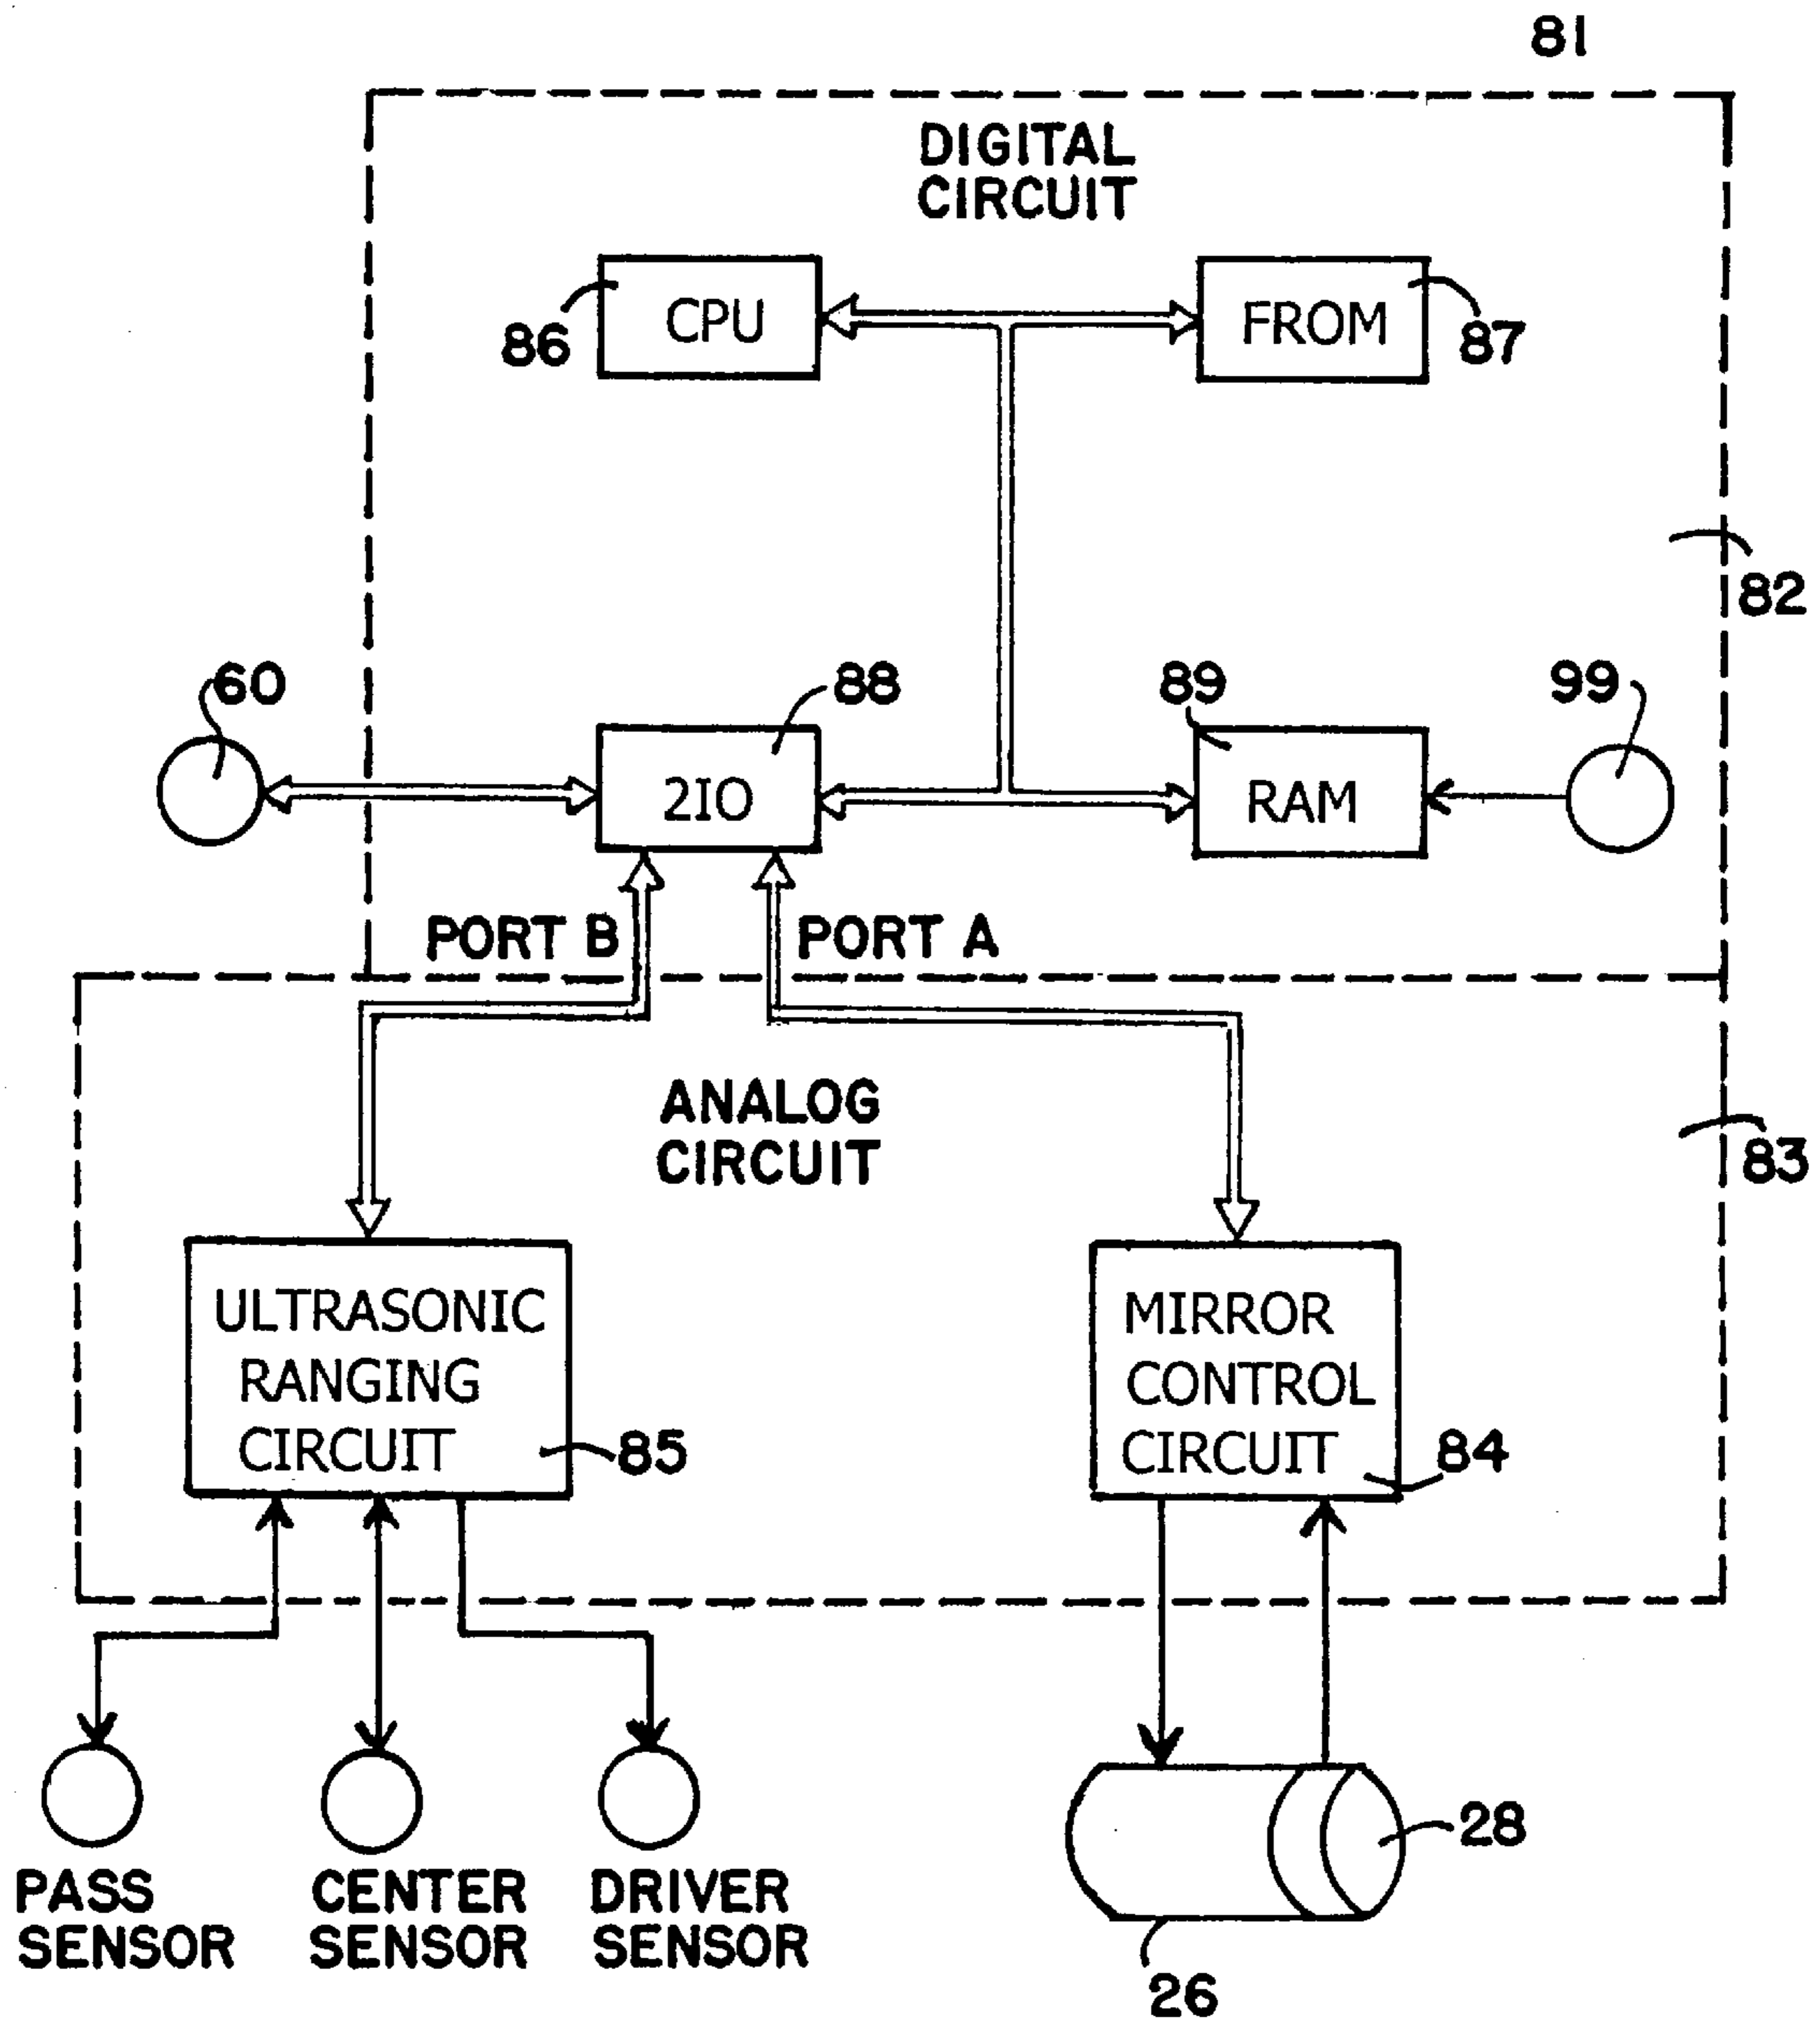 81
DIGITAL
CIRCUIT
CPU
FROM
86
87
82
60
88
89
99
2IO
RAM
PORT B
PORT A
ANALOG
CIRCUIT
83
ULTRASONIC
RANGING
CIRCUIT
85
MIRROR
CONTROL
CIRCUIT
84
28
PASS
SENSOR
CENTER
SENSOR
DRIVER
SENSOR
26